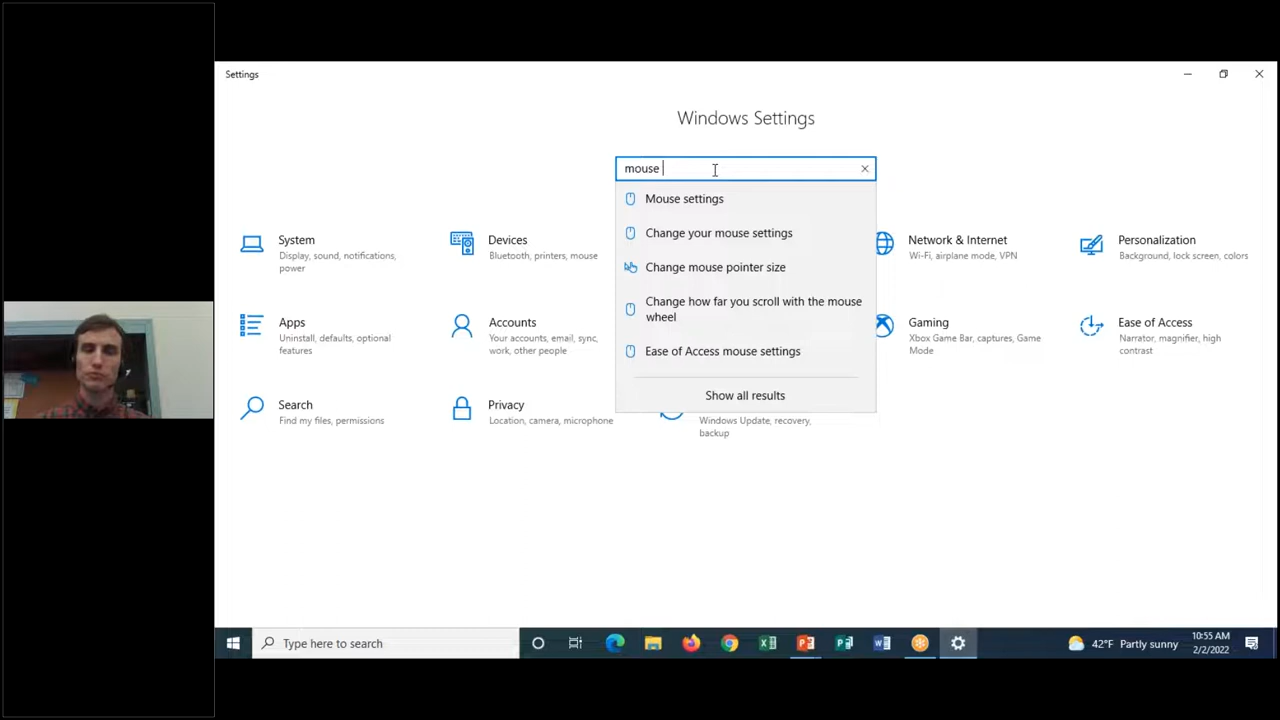 Settings
Windows Settings
mouse
Mouse settings
Change your mouse settings
Change mouse pointer size
Change how far you scroll with the mouse
wheel
Ease of Access mouse settings
Show all results
System
Display, sound, notifications,
power
Devices
Bluetooth, printers, mouse
Network & Internet
Wi-Fi, airplane mode, VPN
Personalization
Background, lock screen, colors
Apps
Uninstall, defaults, optional
features
Accounts
Your accounts, email, sync,
work, other people
Gaming
Xbox Game Bar, captures, Game
Mode
Ease of Access
Narrator, magnifier, high
contrast
Search
Find my files, permissions
Privacy
Location, camera, microphone
Windows Update, recovery,
backup
Type here to search
42°F Partly sunny
10:55 AM
2/2/2022